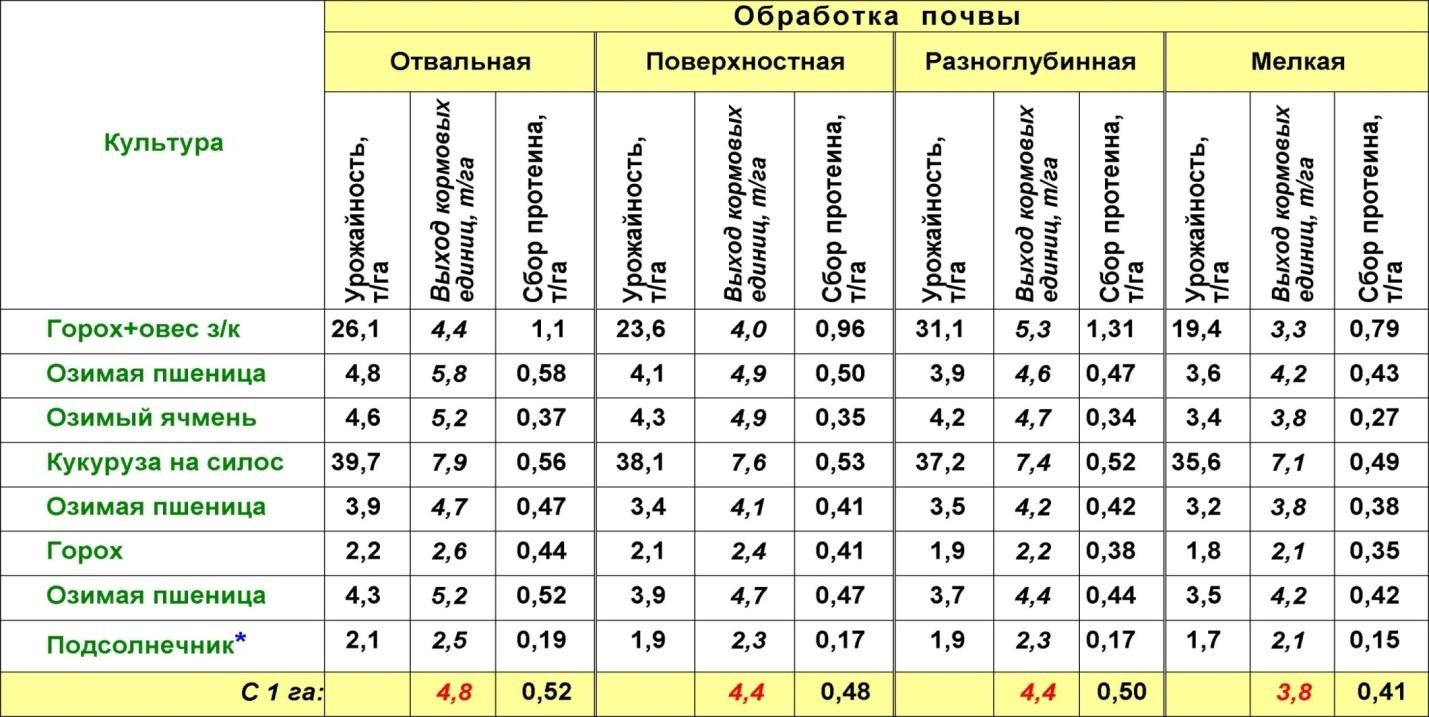 Обработка почвы
Культура
Отвальная Поверхностная Разноглубинная Мелкая
Урожайность, т/га Выход кормовых единиц, т/га Сбор протеина, т/га Урожайность, т/га Выход кормовых единиц, т/га Сбор протеина, т/га Урожайность, т/га Выход кормовых единиц, т/га Сбор протеина, т/га Урожайность, т/га Выход кормовых единиц, т/га Сбор протеина, т/га
Горох+овес з/к 26,1 4,4 1,1 23,6 4,0 0,96 31,1 5,3 1,31 19,4 3,3 0,79
Озимая пшеница 4,8 5,8 0,58 4,1 4,9 0,50 3,9 4,6 0,47 3,6 4,2 0,43
Озимый ячмень 4,6 5,2 0,37 4,3 4,9 0,35 4,2 4,7 0,34 3,4 3,8 0,27
Кукуруза на силос 39,7 7,9 0,56 38,1 7,6 0,53 37,2 7,4 0,52 35,6 7,1 0,49
Озимая пшеница 3,9 4,7 0,47 3,4 4,1 0,41 3,5 4,2 0,42 3,2 3,8 0,38
Горох 2,2 2,6 0,44 2,1 2,4 0,41 1,9 2,2 0,38 1,8 2,1 0,35
Озимая пшеница 4,3 5,2 0,52 3,9 4,7 0,47 3,7 4,4 0,44 3,5 4,2 0,42
Подсолнечник* 2,1 2,5 0,19 1,9 2,3 0,17 1,9 2,3 0,17 1,7 2,1 0,15
С 1 га: 4,8 0,52 4,4 0,48 4,4 0,50 3,8 0,41